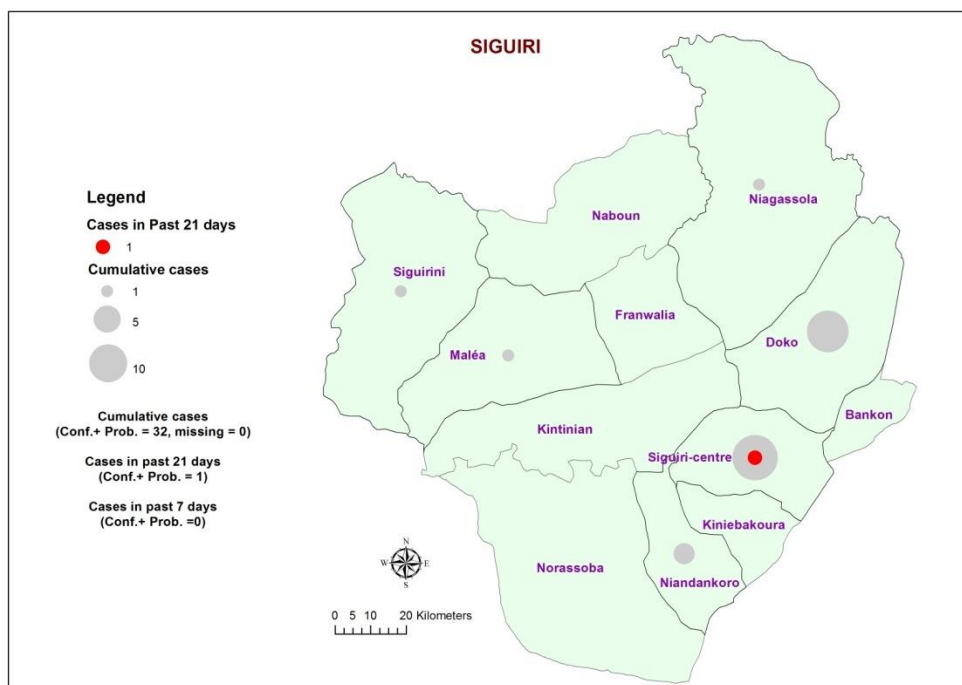 SIGUIRI
Legend
Cases in Past 21 days
1
Cumulative cases
1
5
10
Cumulative cases
(Conf.+ Prob. = 32, missing = 0)
Cases in past 21 days
(Conf.+ Prob. = 1)
Cases in past 7 days
(Conf.+ Prob. =0)
Niagassola
Naboun
Siguirini
Franwalia
Doko
Maléa
Bankon
Kintinian
Siguiri-centre
Kiniebakoura
Norassoba
Niandankoro
N
W E
S
0 5 10 20 Kilometers